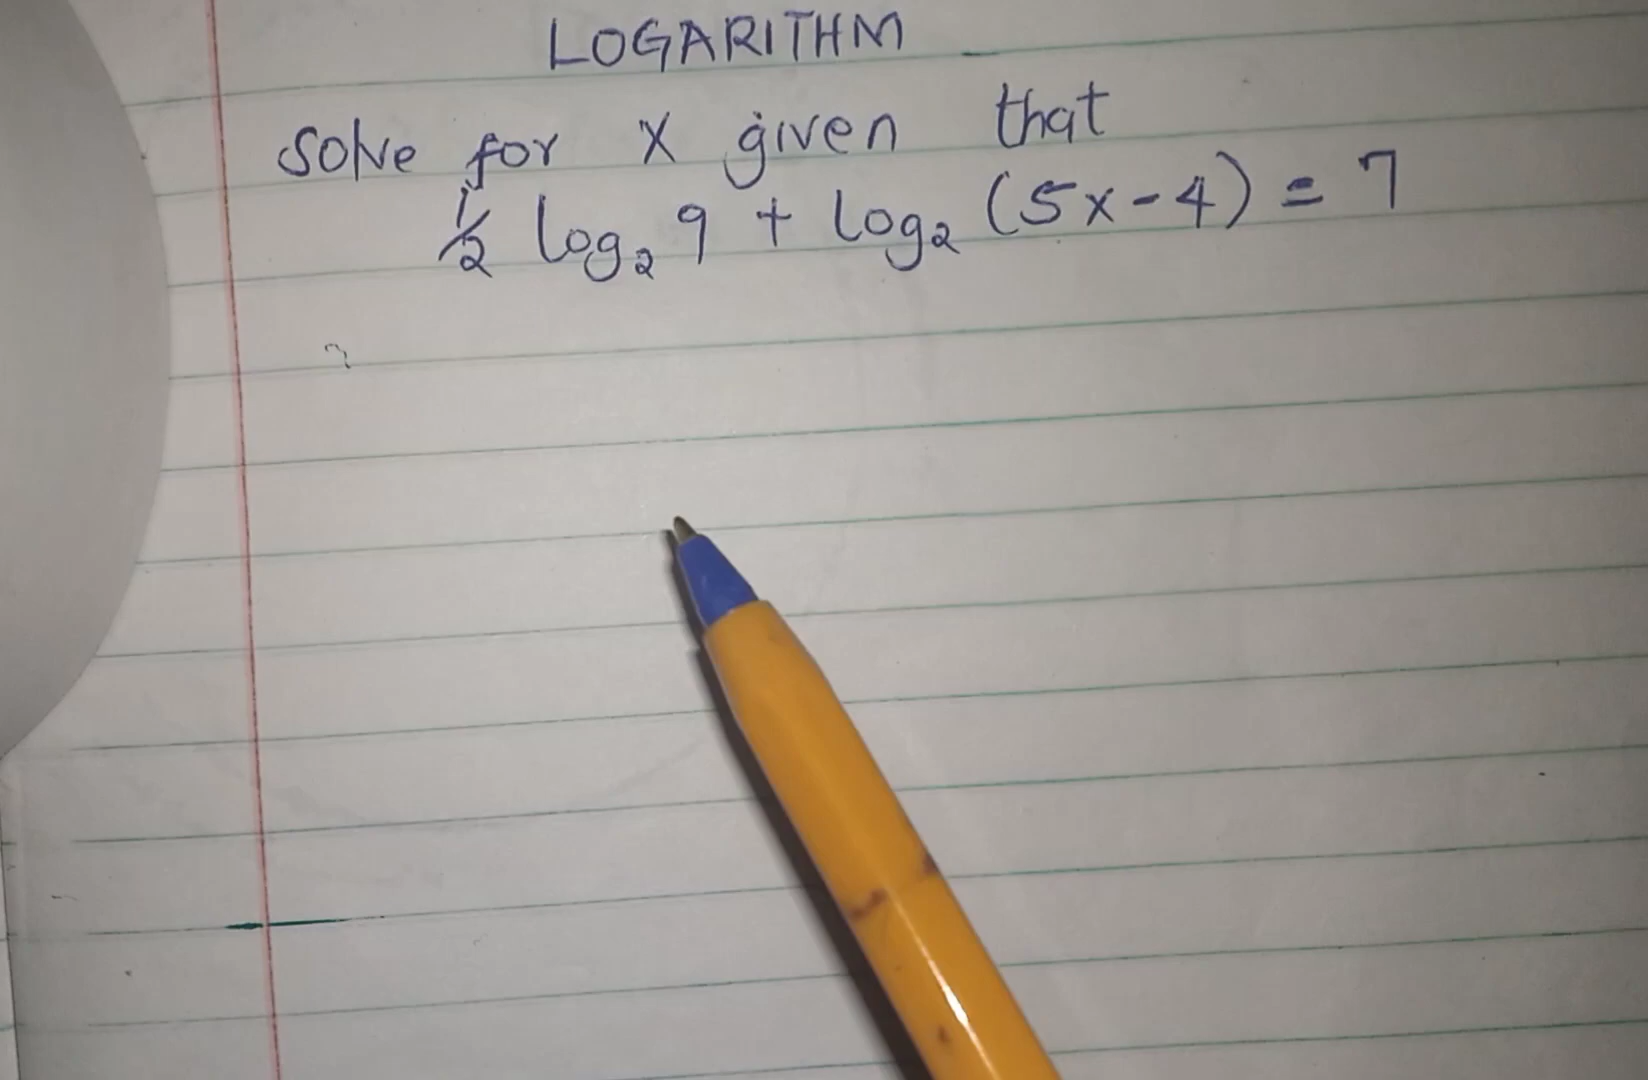 LOGARITHM
Solve for x given that
1/2 log₂ 9 + log₂ (5x-4) = 7